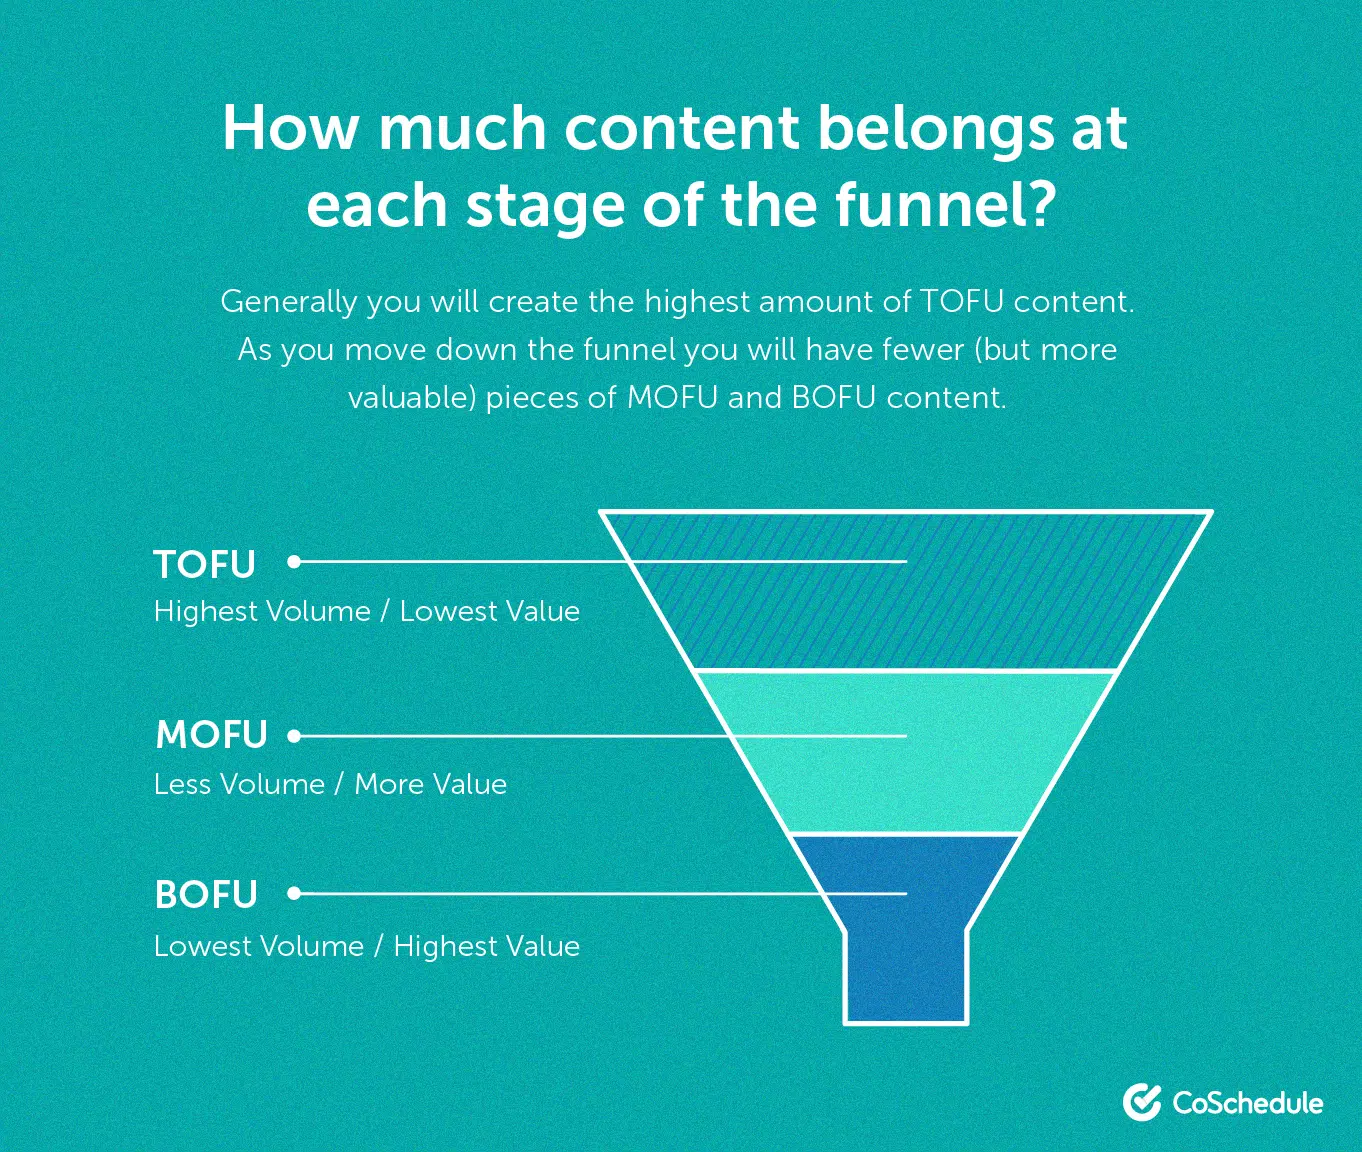 How much content belongs at
each stage of the funnel?
Generally you will create the highest amount of TOFU content.
As you move down the funnel you will have fewer (but more
valuable) pieces of MOFU and BOFU content.
TOFU
Highest Volume / Lowest Value
MOFU
Less Volume / More Value
BOFU
Lowest Volume / Highest Value
CoSchedule